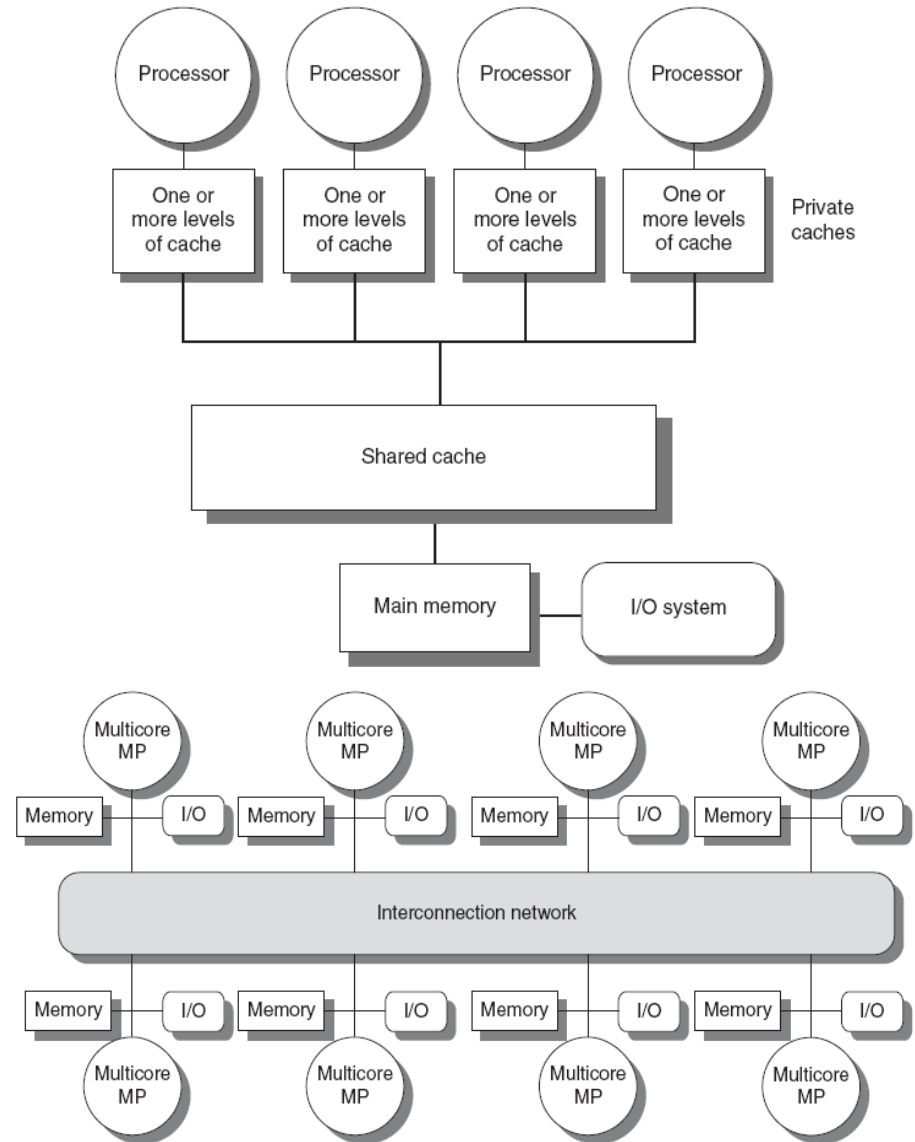 Processor
Processor
Processor
Processor
One or
more levels
of cache
One or
more levels
of cache
One or
more levels
of cache
One or
more levels
of cache
Private
caches
Shared cache
Main memory
I/O system
Multicore
MP
Multicore
MP
Multicore
MP
Multicore
MP
Memory
I/O
Memory
I/O
Memory
I/O
Memory
I/O
Interconnection network
Memory
I/O
Memory
I/O
Memory
I/O
Memory
I/O
Multicore
MP
Multicore
MP
Multicore
MP
Multicore
MP